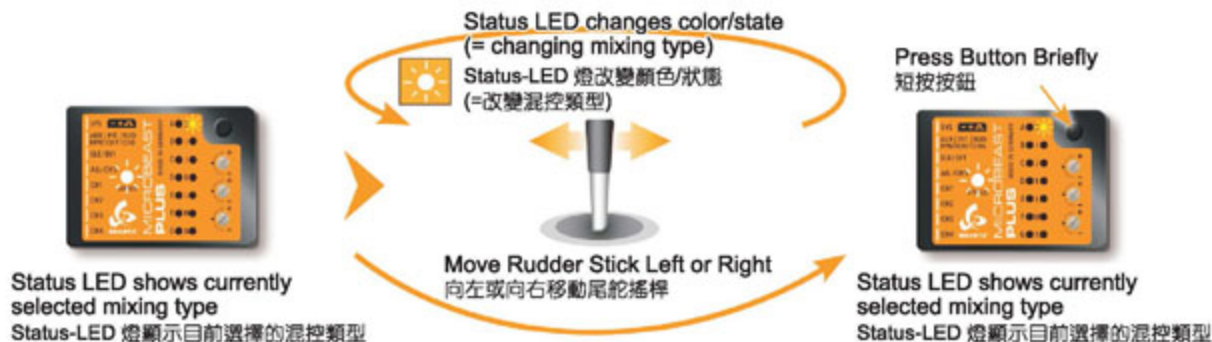 Status LED changes color/state
(= changing mixing type)
Status-LED 燈改變顏色/狀態
(=改變混控類型)
Press Button Briefly
短按按鈕
MICROBEAST
PLUS
MICROBEAST
PLUS
Move Rudder Stick Left or Right
向左或向右移動尾舵搖桿
Status LED shows currently
selected mixing type
Status-LED 燈顯示目前選擇的混控類型
Status LED shows currently
selected mixing type
Status-LED 燈顯示目前選擇的混控類型